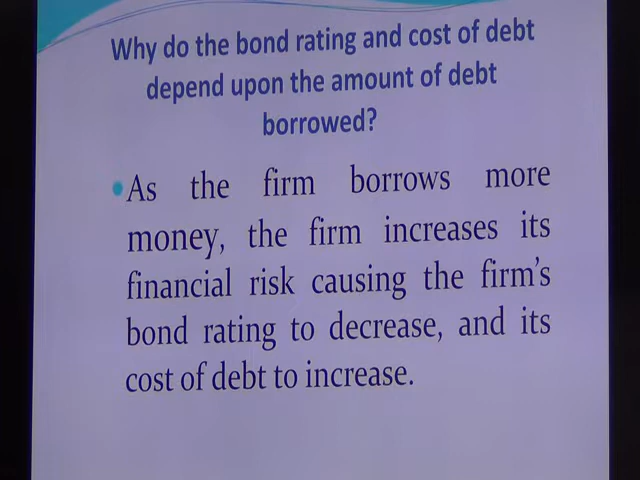 Why do the bond rating and cost of debt
depend upon the amount of debt
borrowed?
•As the firm borrows more
money, the firm increases its
financial risk causing the firm's
bond rating to decrease, and its
cost of debt to increase.